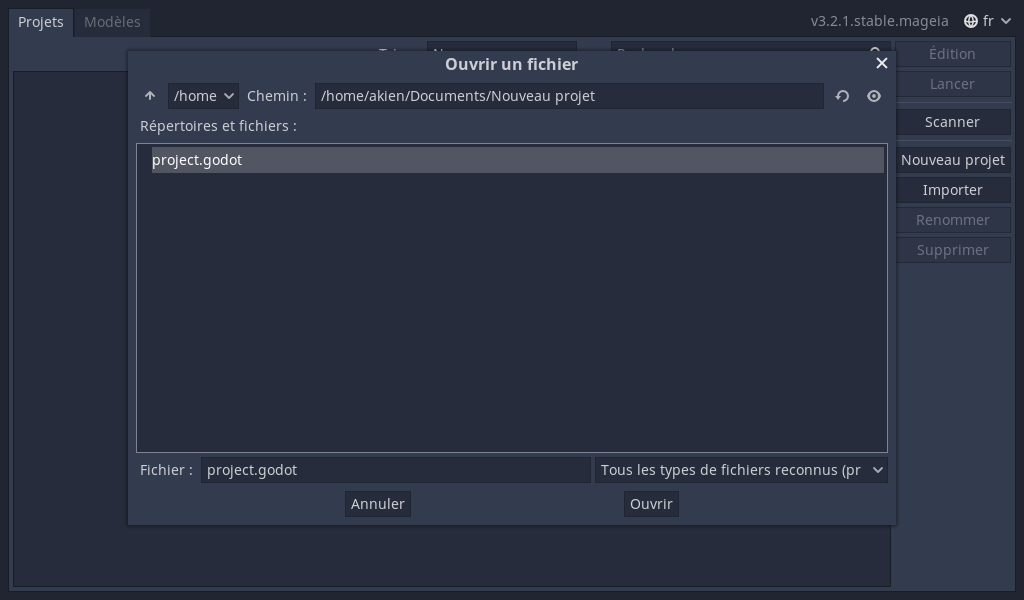 Projets Modèles v3.2.1.stable.mageia fr
Édition
Ouvrir un fichier
Lancer
/home Chemin : /home/akien/Documents/Nouveau projet
Scanner
Répertoires et fichiers :
project.godot
Nouveau projet
Importer
Renommer
Supprimer
Fichier : project.godot Tous les types de fichiers reconnus (pr
Annuler Ouvrir